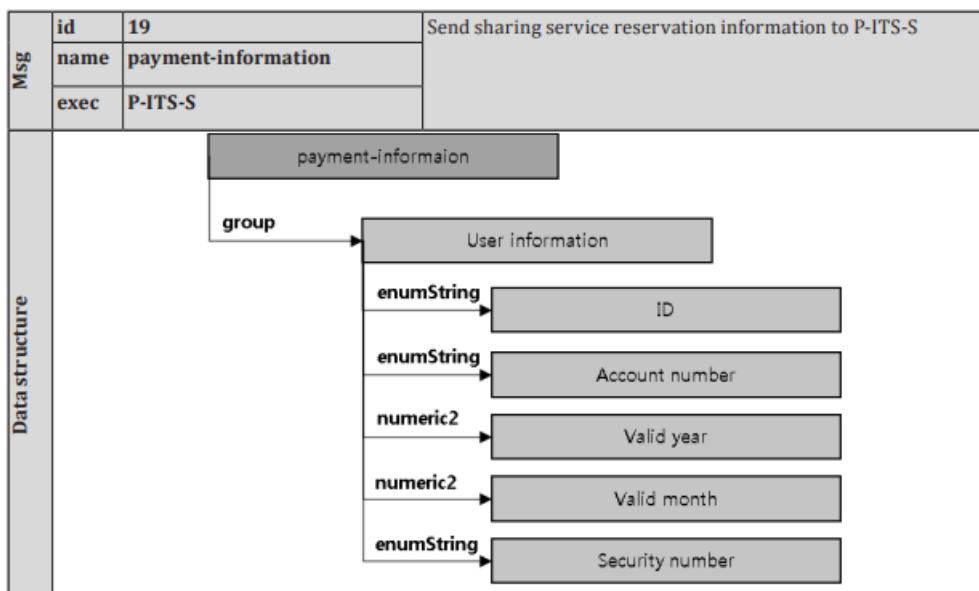 Msg
id 19 Send sharing service reservation information to P-ITS-S
name payment-information
exec P-ITS-S
Data structure
payment-informaion
group
User information
enumString
ID
enumString
Account number
numeric2
Valid year
numeric2
Valid month
enumString
Security number